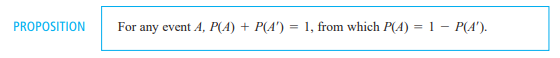 PROPOSITION
For any event A, P(A) + P(A′) = 1, from which P(A) = 1 − P(A′).